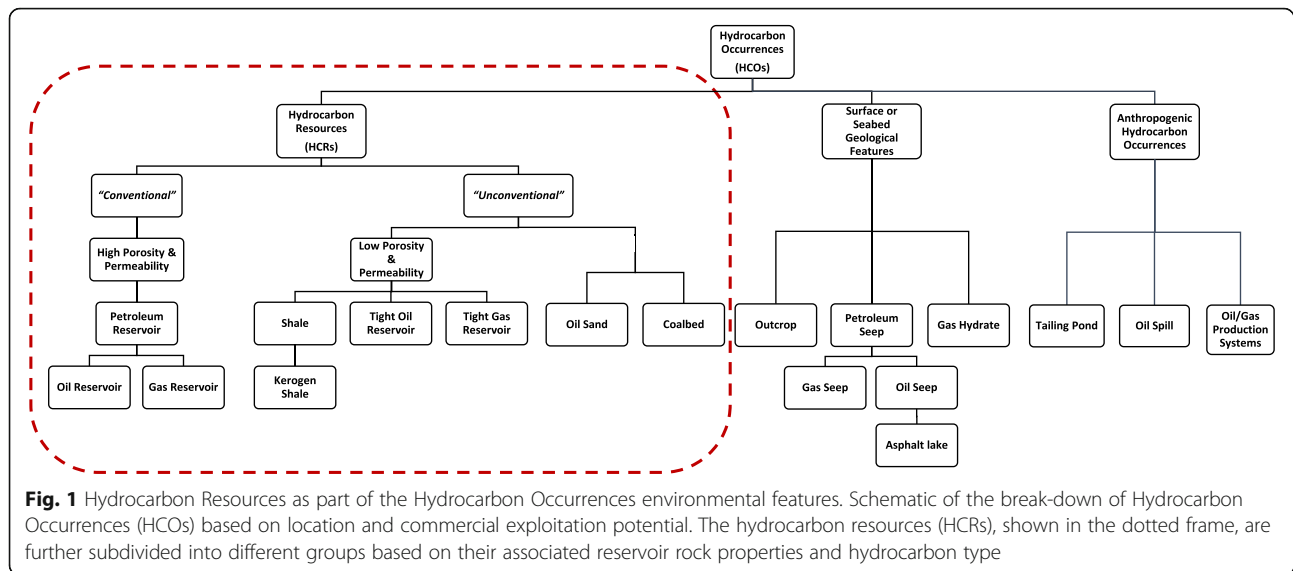 Hydrocarbon
Occurrences
(HCOs)
Hydrocarbon
Resources
(HCRs)
Surface or
Seabed
Geological
Features
Anthropogenic
Hydrocarbon
Occurrences
"Conventional"
"Unconventional"
High Porosity &
Permeability
Low Porosity
&
Permeability
Petroleum
Reservoir
Shale
Tight Oil
Reservoir
Tight Gas
Reservoir
Oil Sand
Coalbed
Outcrop
Petroleum
Seep
Gas Hydrate
Tailing Pond
Oil Spill
Oil/Gas
Production
Systems
Oil Reservoir
Gas Reservoir
Kerogen
Shale
Gas Seep
Oil Seep
Asphalt lake
Fig. 1 Hydrocarbon Resources as part of the Hydrocarbon Occurrences environmental features. Schematic of the break-down of Hydrocarbon
Occurrences (HCOs) based on location and commercial exploitation potential. The hydrocarbon resources (HCRs), shown in the dotted frame, are
further subdivided into different groups based on their associated reservoir rock properties and hydrocarbon type